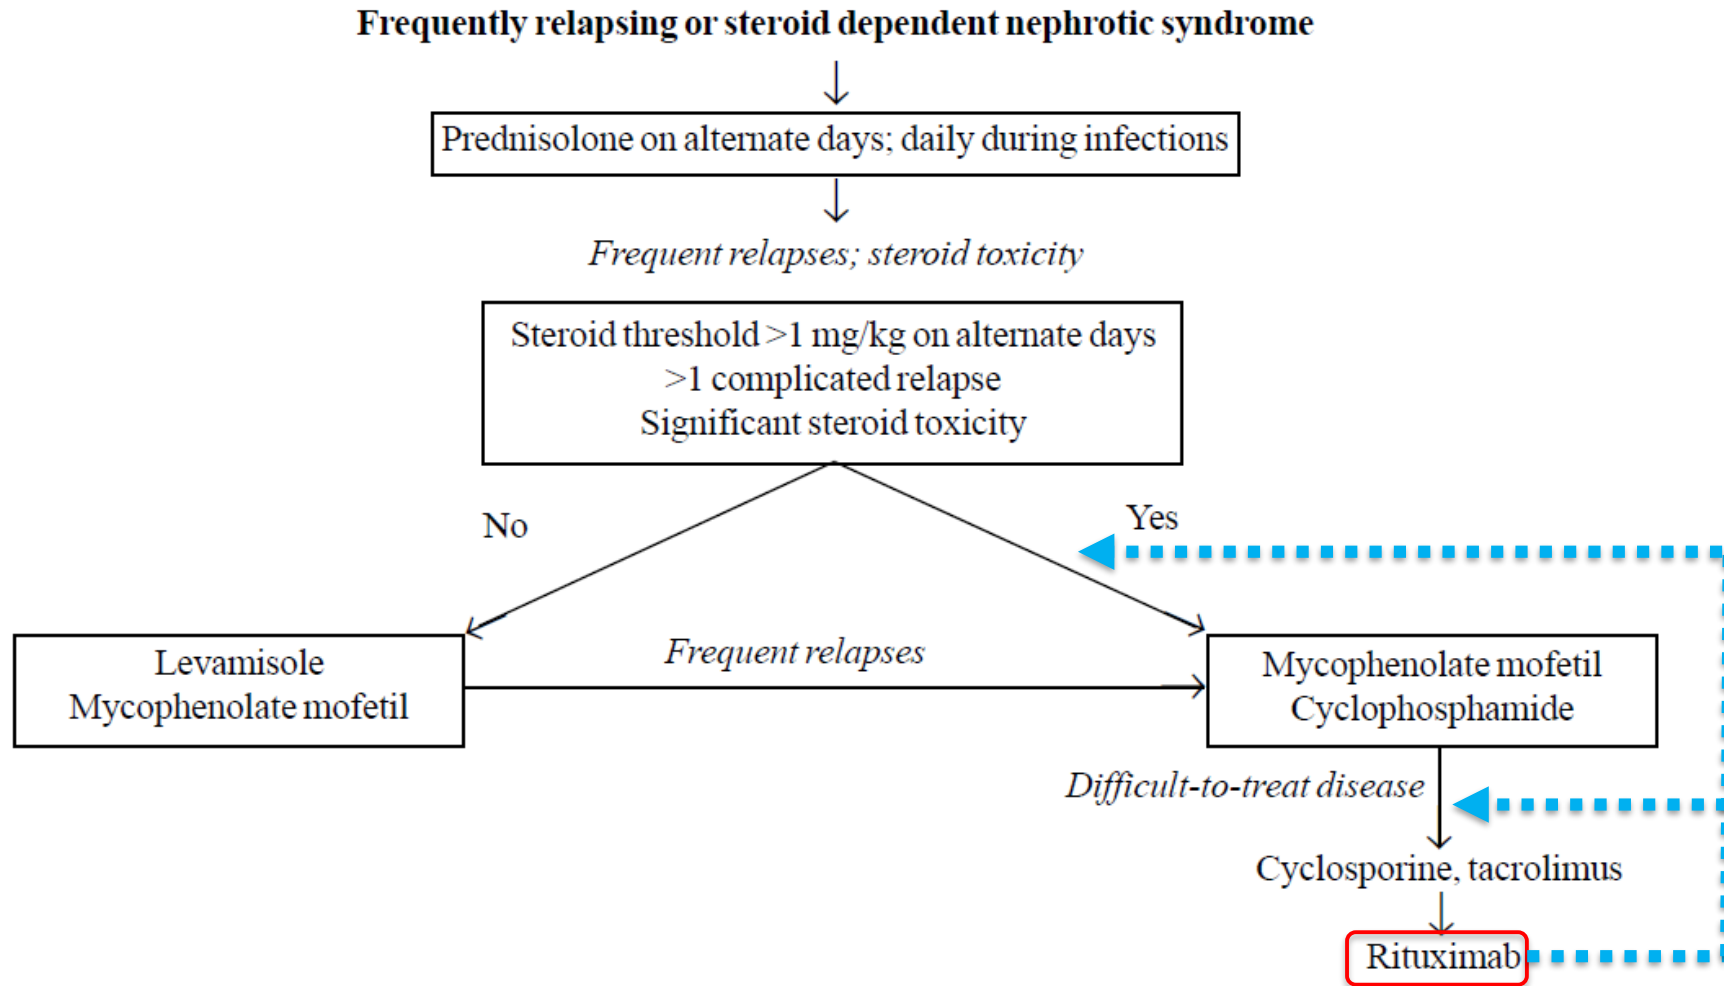 Frequently relapsing or steroid dependent nephrotic syndrome
Prednisolone on alternate days; daily during infections
Frequent relapses; steroid toxicity
Steroid threshold >1 mg/kg on alternate days
>1 complicated relapse
Significant steroid toxicity
No
Yes
Levamisole
Mycophenolate mofetil
Frequent relapses
Mycophenolate mofetil
Cyclophosphamide
Difficult-to-treat disease
Cyclosporine, tacrolimus
Rituximab